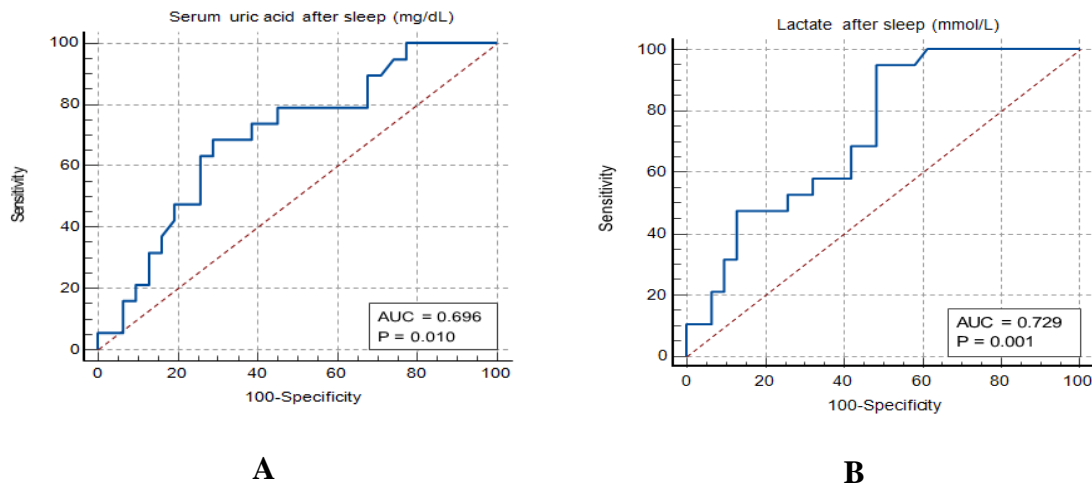 Serum uric acid after sleep (mg/dL)
100
80
60
40
20
0
Sensitivity
AUC = 0.696
P = 0.010
0 20 40 60 80 100
100-Specificity
A
Lactate after sleep (mmol/L)
100
80
60
40
20
0
Sensitivity
AUC = 0.729
P = 0.001
0 20 40 60 80 100
100-Specificity
B